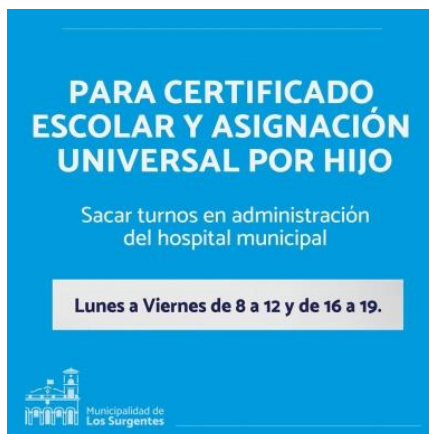 PARA CERTIFICADO
ESCOLAR Y ASIGNACIÓN
UNIVERSAL POR HIJO
Sacar turnos en administración
del hospital municipal
Lunes a Viernes de 8 a 12 y de 16 a 19.
Municipalidad de
Los Surgentes